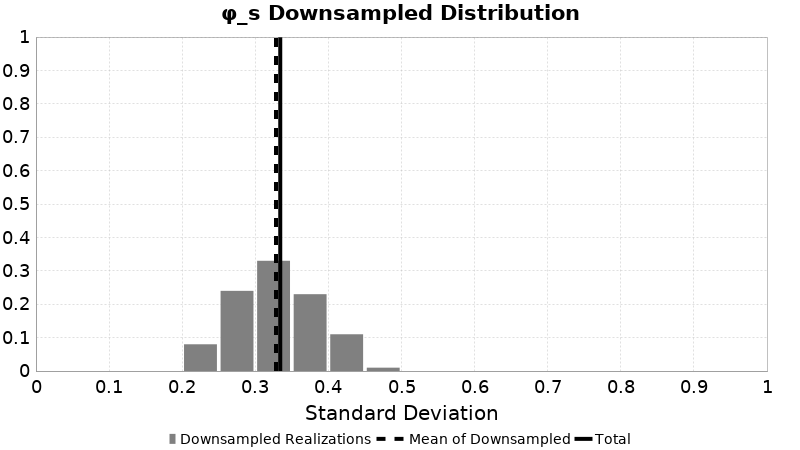 φ_s Downsampled Distribution
1
0.9
0.8
0.7
0.6
0.5
0.4
0.3
0.2
0.1
0
0 0.1 0.2 0.3 0.4 0.5 0.6 0.7 0.8 0.9 1
Standard Deviation
Downsampled Realizations Mean of Downsampled Total